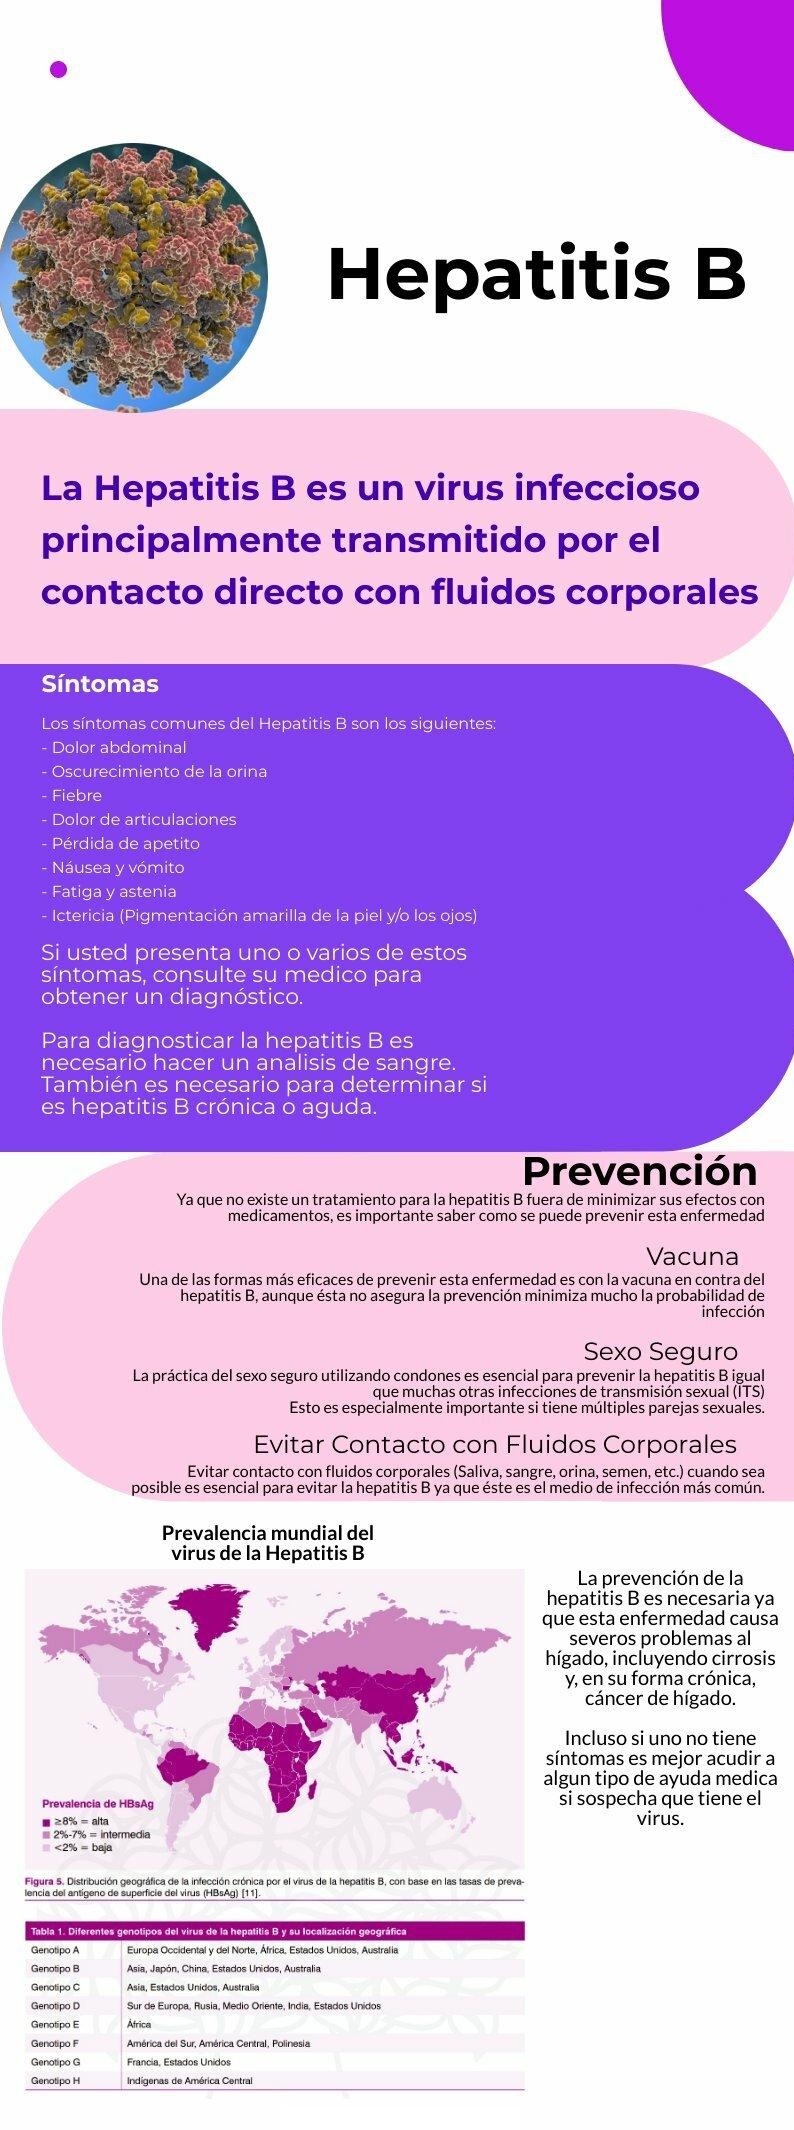 Hepatitis B
La Hepatitis B es un virus infeccioso
principalmente transmitido por el
contacto directo con fluidos corporales
Síntomas
Los síntomas comunes del Hepatitis B son los siguientes:
- Dolor abdominal
- Oscurecimiento de la orina
- Fiebre
- Dolor de articulaciones
- Pérdida de apetito
- Náusea y vómito
- Fatiga y astenia
- Ictericia (Pigmentación amarilla de la piel y/o los ojos)
Si usted presenta uno o varios de estos
síntomas, consulte su medico para
obtener un diagnóstico.
Para diagnosticar la hepatitis B es
necesario hacer un analisis de sangre.
También es necesario para determinar si
es hepatitis B crónica o aguda.
Prevención
Ya que no existe un tratamiento para la hepatitis B fuera de minimizar sus efectos con
medicamentos, es importante saber como se puede prevenir esta enfermedad
Vacuna
Una de las formas más eficaces de prevenir esta enfermedad es con la vacuna en contra del
hepatitis B, aunque ésta no asegura la prevención minimiza mucho la probabilidad de
infección
Sexo Seguro
La práctica del sexo seguro utilizando condones es esencial para prevenir la hepatitis B igual
que muchas otras infecciones de transmisión sexual (ITS)
Esto es especialmente importante si tiene múltiples parejas sexuales.
Evitar Contacto con Fluidos Corporales
Evitar contacto con fluidos corporales (Saliva, sangre, orina, semen, etc.) cuando sea
posible es esencial para evitar la hepatitis B ya que éste es el medio de infección más común.
Prevalencia mundial del
virus de la Hepatitis B
Prevalencia de HBsAg
≥8% = alta
2%-7% = intermedia
<2% = baja
Figura 5. Distribución geográfica de la infección crónica por el virus de la hepatitis B, con base en las tasas de preva-
lencia del antígeno de superficie del virus (HBsAg) [11].
La prevención de la
hepatitis B es necesaria ya
que esta enfermedad causa
severos problemas al
hígado, incluyendo cirrosis
y, en su forma crónica,
cáncer de hígado.
Incluso si uno no tiene
síntomas es mejor acudir a
algun tipo de ayuda medica
si sospecha que tiene el
virus.
Tabla 1. Diferentes genotipos del virus de la hepatitis B y su localización geográfica
Genotipo A Europa Occidental y del Norte, África, Estados Unidos, Australia
Genotipo B Asia, Japón, China, Estados Unidos, Australia
Genotipo C Asia, Estados Unidos, Australia
Genotipo D Sur de Europa, Rusia, Medio Oriente, India, Estados Unidos
Genotipo E África
Genotipo F América del Sur, América Central, Polinesia
Genotipo G Francia, Estados Unidos
Genotipo H Indígenas de América Central